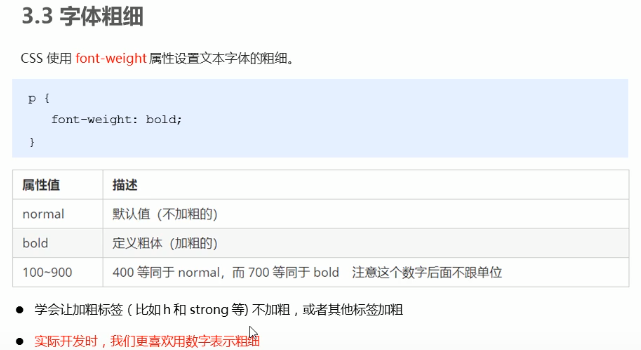 3.3 字体粗细
CSS 使用 font-weight 属性设置文本字体的粗细。
p {
font-weight: bold;
}
属性值 描述
normal 默认值（不加粗的）
bold 定义粗体（加粗的）
100~900 400 等同于 normal，而 700 等同于 bold 注意这个数字后面不跟单位
● 学会让加粗标签（比如 h 和 strong 等) 不加粗，或者其他标签加粗
● 实际开发时，我们更喜欢用数字表示粗细